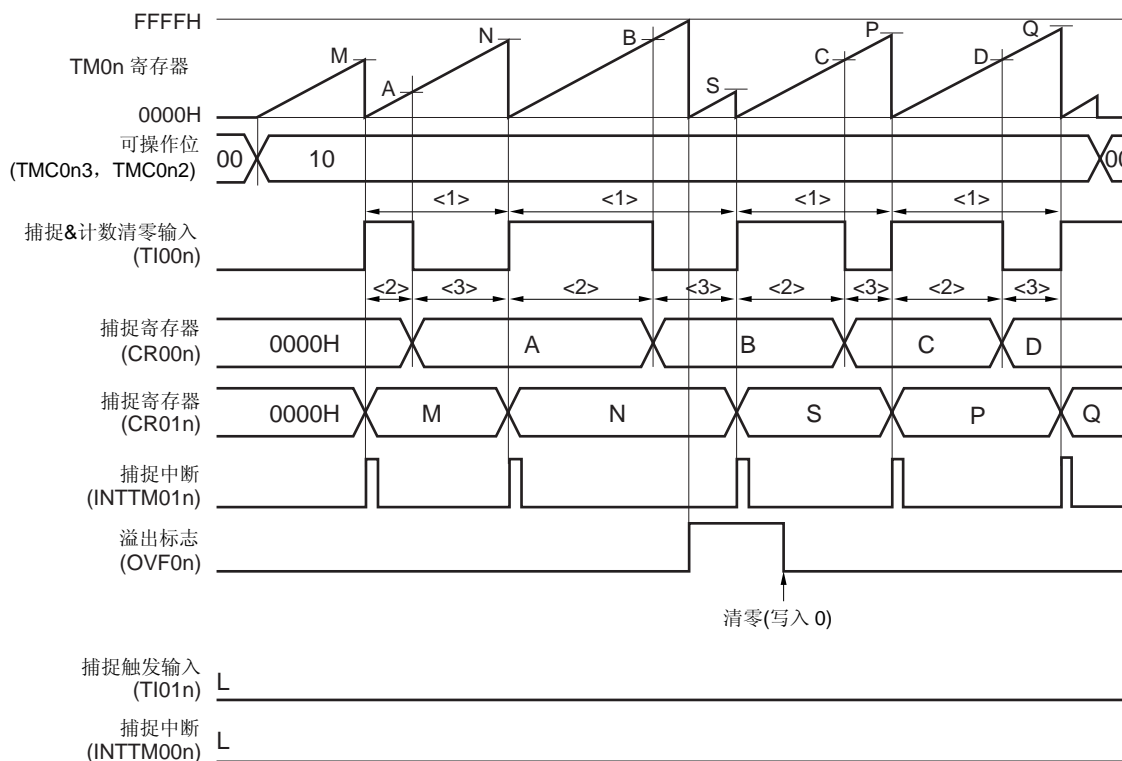 FFFFH
M
N
B
P
Q
TM0n 寄存器
A
S
C
D
0000H
可操作位
(TMC0n3，TMC0n2)
00
10
00
<1>
<1>
<1>
<1>
捕捉&计数清零输入
(TI00n)
<2>
<3>
<2>
<3>
<2>
<3>
<2>
<3>
捕捉寄存器
(CR00n)
0000H
A
B
C
D
捕捉寄存器
(CR01n)
0000H
M
N
S
P
Q
捕捉中断
(INTTM01n)
溢出标志
(OVF0n)
清零(写入 0)
捕捉触发输入
(TI01n)
L
捕捉中断
(INTTM00n)
L